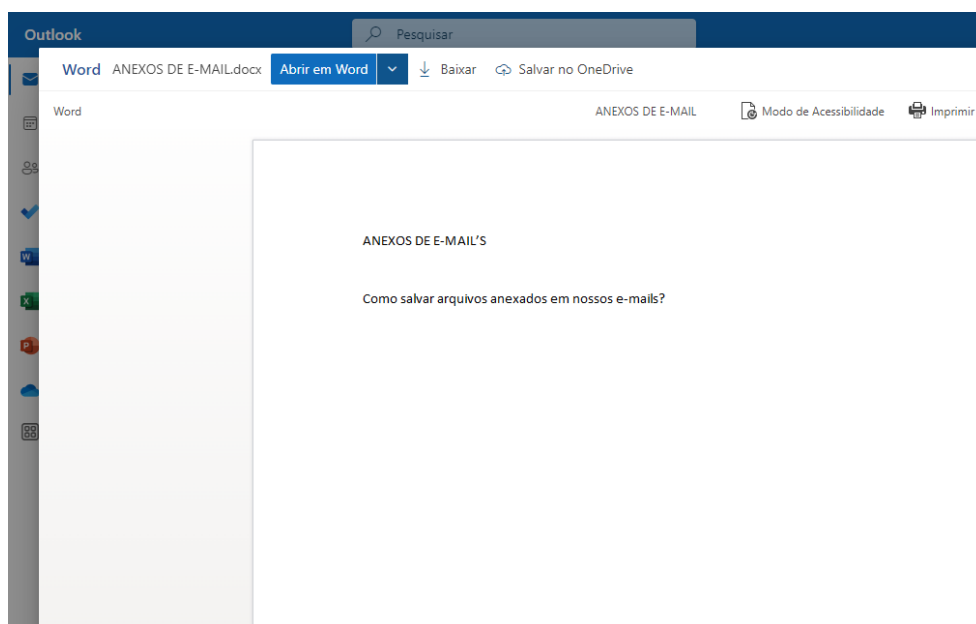 Outlook
Pesquisar
Word ANEXOS DE E-MAIL.docx Abrir em Word Baixar Salvar no OneDrive
Word ANEXOS DE E-MAIL Modo de Acessibilidade Imprimir
ANEXOS DE E-MAIL'S
Como salvar arquivos anexados em nossos e-mails?